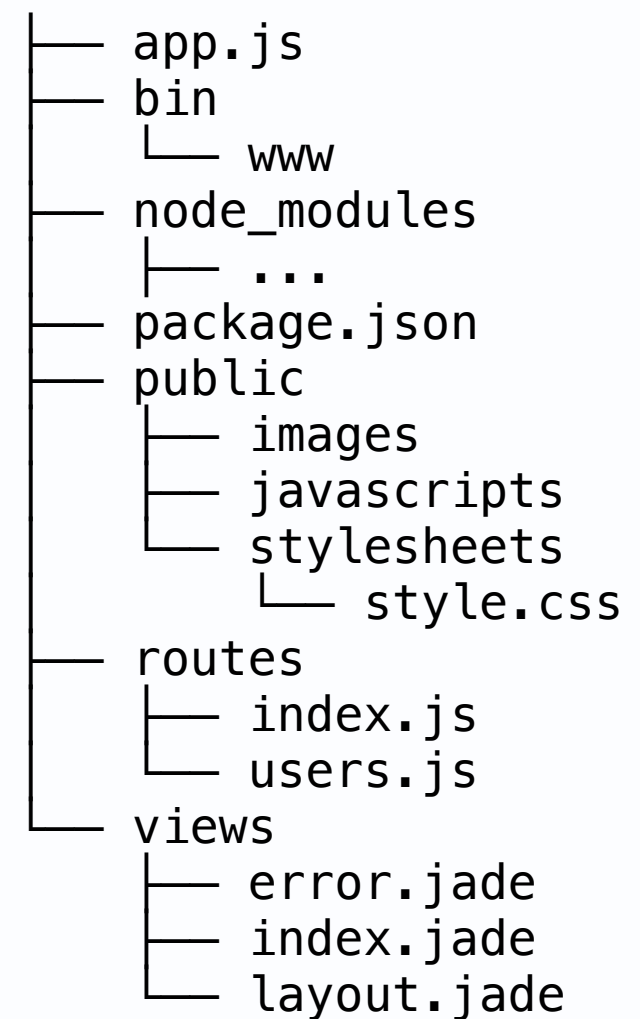 ├── app.js
├── bin
│   └── www
├── node_modules
│   ├── ...
├── package.json
├── public
│   ├── images
│   ├── javascripts
│   └── stylesheets
│       └── style.css
├── routes
│   ├── index.js
│   └── users.js
└── views
    ├── error.jade
    ├── index.jade
    └── layout.jade